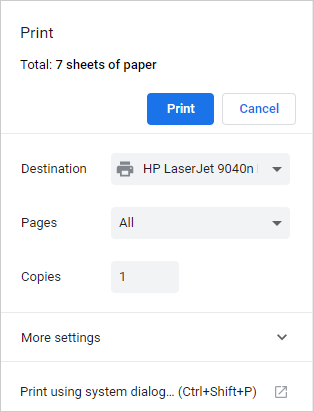 Print
Total: 7 sheets of paper
Print Cancel
Destination HP LaserJet 9040n
Pages All
Copies 1
More settings
Print using system dialog... (Ctrl+Shift+P)